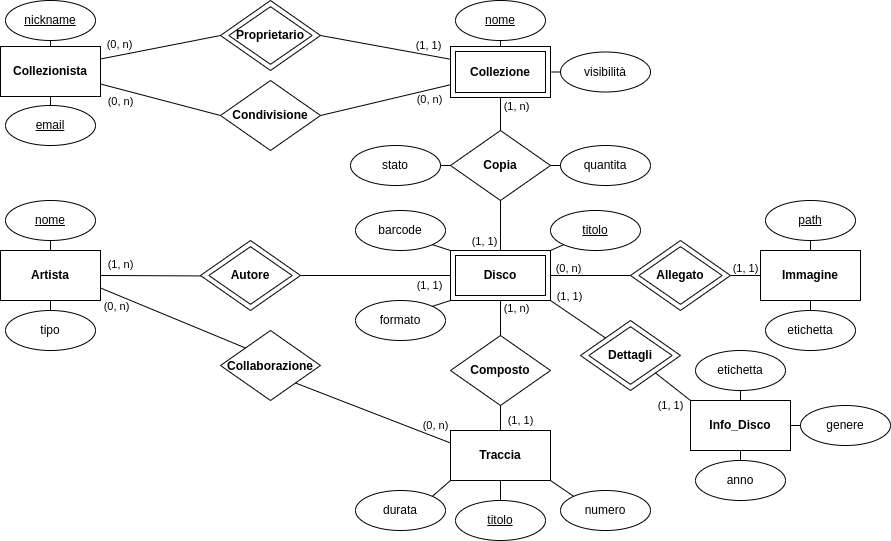 nickname
nome
Proprietario
(0, n)
(1, 1)
Collezionista
Collezione
visibilità
(0, n)
(0, n)
(1, n)
Condivisione
email
stato
Copia
quantita
nome
barcode
titolo
path
(1, 1)
(1, n)
(0, n)
(1, 1)
Artista
Autore
Disco
Allegato
Immagine
(1, 1)
(1, 1)
(0, n)
(1, n)
tipo
formato
etichetta
Dettagli
Collaborazione
Composto
etichetta
(1, 1)
(0, n)
(1, 1)
Info_Disco
genere
Traccia
anno
durata
titolo
numero